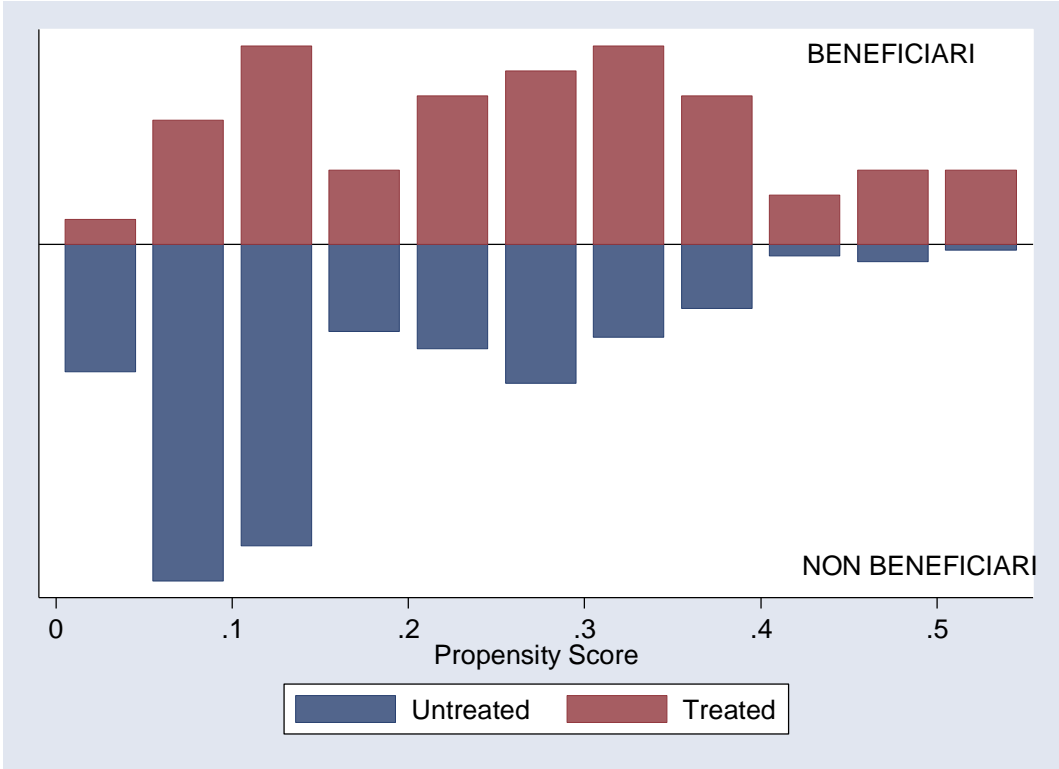 BENEFICIARI
NON BENEFICIARI
0 .1 .2 .3 .4 .5
Propensity Score
Untreated Treated